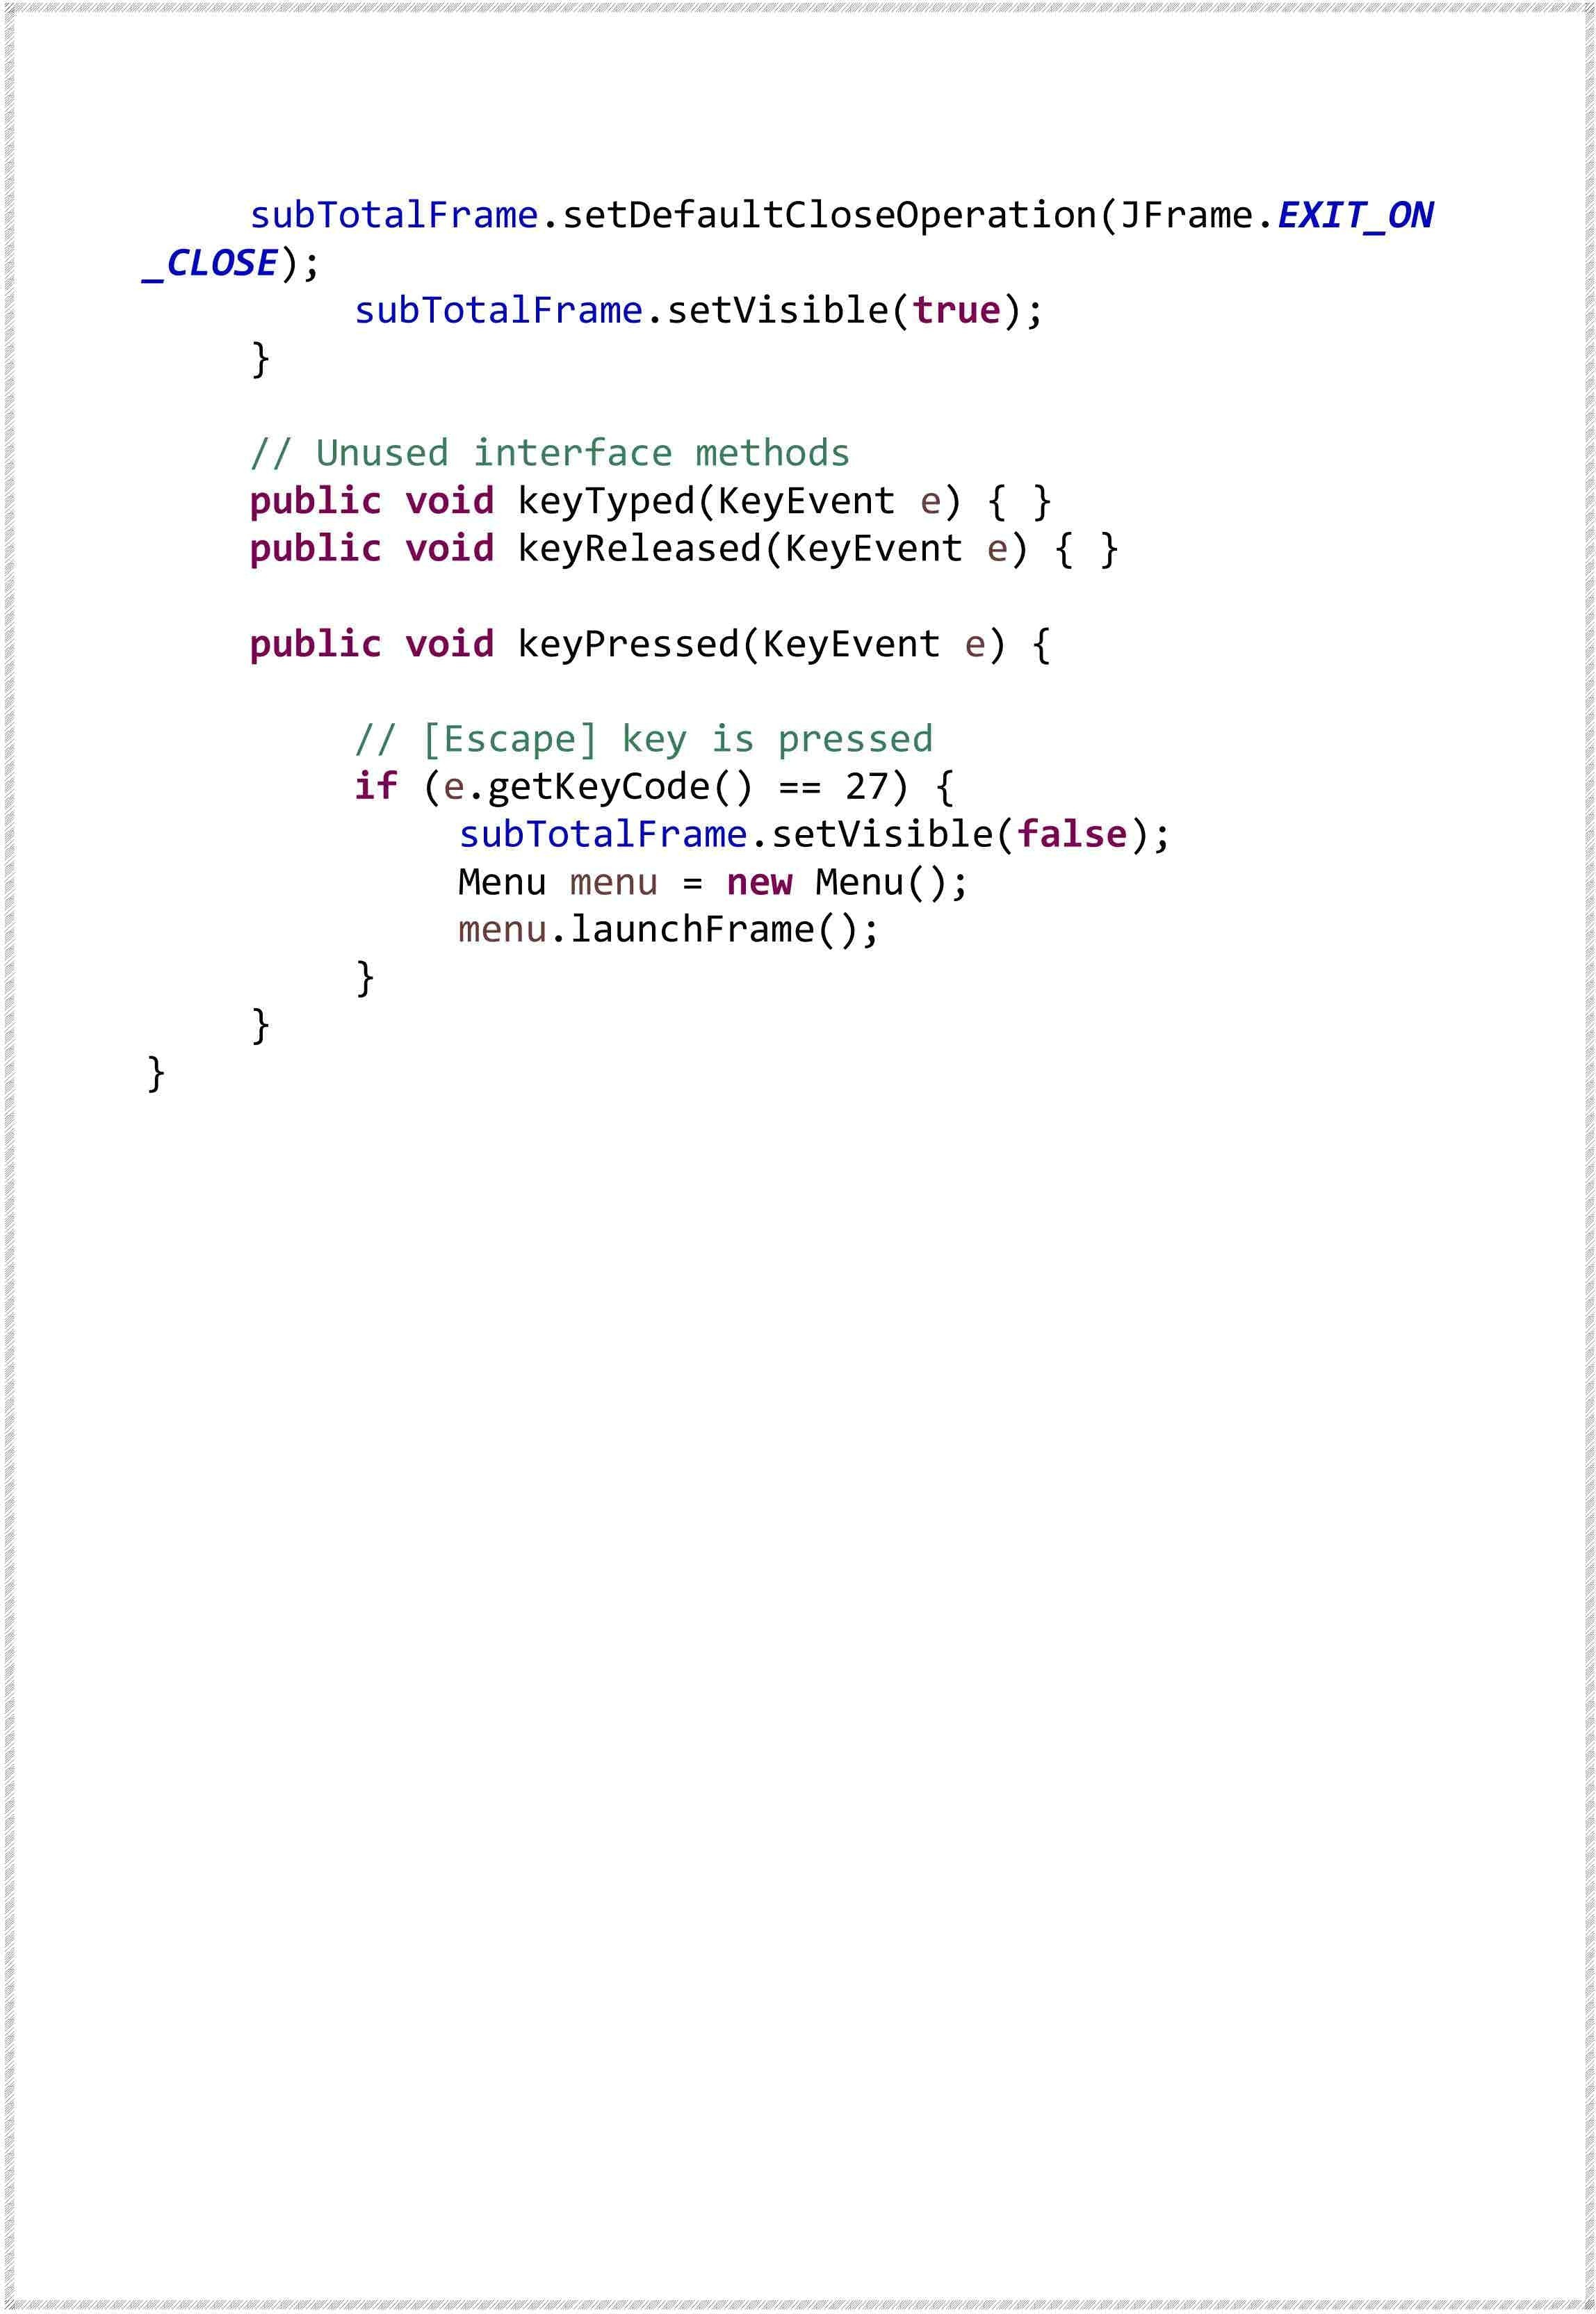 subTotalFrame.setDefaultCloseOperation(JFrame.EXIT_ON
_CLOSE);
subTotalFrame.setVisible(true);
}
// Unused interface methods
public void keyTyped(KeyEvent e) { }
public void keyReleased(KeyEvent e) { }
public void keyPressed(KeyEvent e) {
// [Escape] key is pressed
if (e.getKeyCode() == 27) {
subTotalFrame.setVisible(false);
Menu menu = new Menu();
menu.launchFrame();
}
}
}